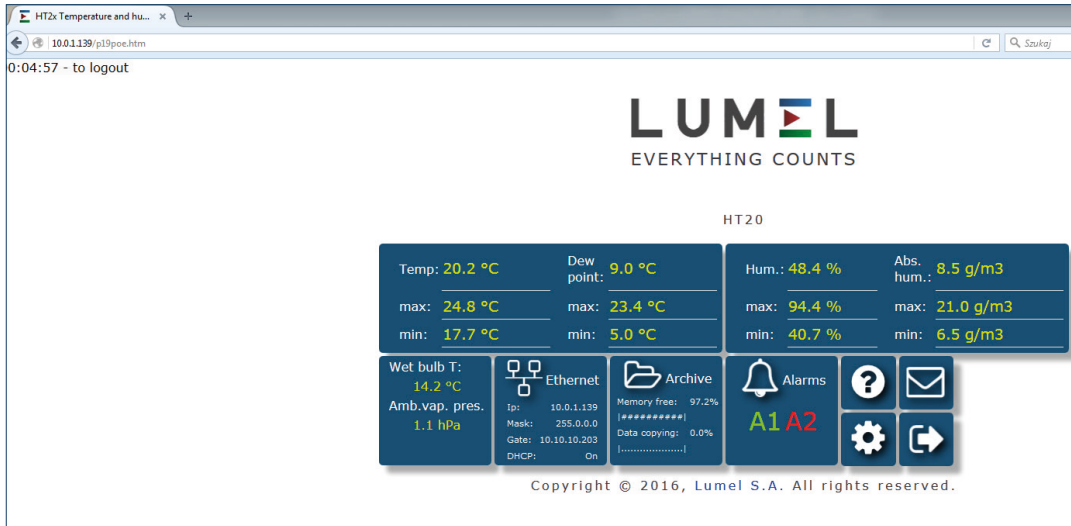 HT2x Temperature and hu... × +
10.0.1.139/p19poe.htm
Szukaj
0:04:57 - to logout
LUMEL
EVERYTHING COUNTS
HT20
Temp: 20.2 °C Dew point: 9.0 °C Hum.: 48.4 % Abs. hum.: 8.5 g/m3
max: 24.8 °C max: 23.4 °C max: 94.4 % max: 21.0 g/m3
min: 17.7 °C min: 5.0 °C min: 40.7 % min: 6.5 g/m3
Wet bulb T:
14.2 °C
Amb.vap. pres.
1.1 hPa
Ethernet
Ip: 10.0.1.139
Mask: 255.0.0.0
Gate: 10.10.10.203
DHCP: On
Archive
Memory free: 97.2%
|##########|
Data copying: 0.0%
|...................|
Alarms
A1 A2
?
Copyright © 2016, Lumel S.A. All rights reserved.